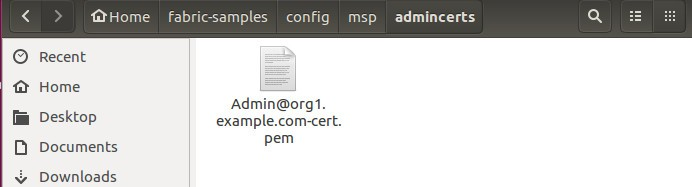 Home fabric-samples config msp admincerts
Recent
Home
Desktop
Documents
Downloads
Admin@org1.
example.com-cert.
pem